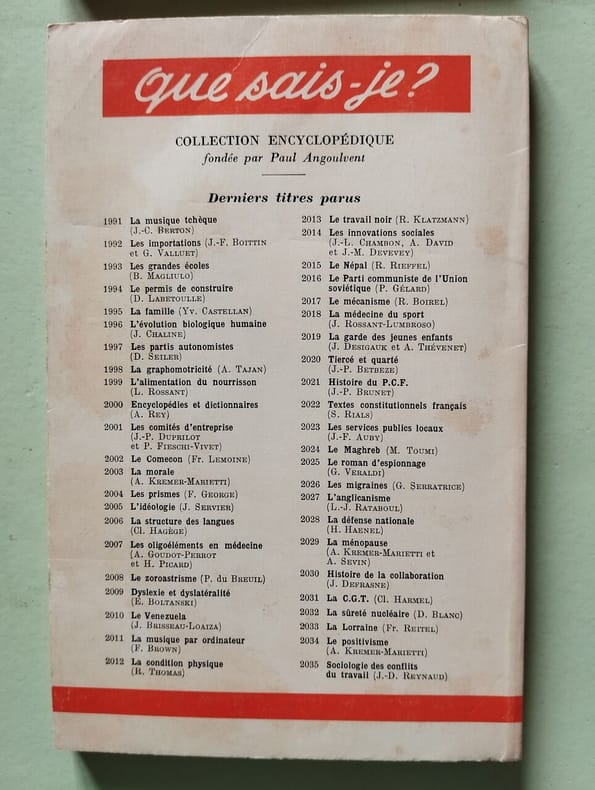 que sais-je?
COLLECTION ENCYCLOPÉDIQUE
fondée par Paul Angoulvent
Derniers titres parus
1991 La musique tchèque
(J.-C. BERTON)
1992 Les importations (J.-F. BOITTIN
et G. VALLUET)
1993 Les grandes écoles
(B. MAGLIULO)
1994 Le permis de construire
(D. LABETOULLE)
1995 La famille (Yv. CASTELLAN)
1996 L'évolution biologique humaine
(J. CHALINE)
1997 Les partis autonomistes
(D. SEILER)
1998 La graphomotricité (A. TAJAN)
1999 L'alimentation du nourrisson
(L. ROSSANT)
2000 Encyclopédies et dictionnaires
(A. REY)
2001 Les comités d'entreprise
(J.-P. DUPRILOT
et P. FIESCHI-VIVET)
2002 Le Comecon (Fr. LEMOINE)
2003 La morale
(A. KREMER-MARIETTI)
2004 Les prismes (F. GEORGE)
2005 L'idéologie (J. SERVIER)
2006 La structure des langues
(Cl. HAGÈGE)
2007 Les oligoéléments en médecine
(A. GOUDOT-PERROT
et H. PICARD)
2008 Le zoroastrisme (P. du BREUIL)
2009 Dyslexie et dyslatéralité
(É. BOLTANSKI)
2010 Le Venezuela
(J. BRISSEAU-LOAIZA)
2011 La musique par ordinateur
(F. BROWN)
2012 La condition physique
(R. THOMAS)
2013 Le travail noir (R. KLATZMANN)
2014 Les innovations sociales
(J.-L. CHAMBON, A. DAVID
et J.-M. DEVEVEY)
2015 Le Népal (R. RIEFFEL)
2016 Le Parti communiste de l'Union
soviétique (P. GÉLARD)
2017 Le mécanisme (R. BOIREL)
2018 La médecine du sport
(J. ROSSANT-LUMBROSO)
2019 La garde des jeunes enfants
(J. DESIGAUX et A. THÉVENET)
2020 Tiercé et quarté
(J.-P. BETBEZE)
2021 Histoire du P.C.F.
(J.-P. BRUNET)
2022 Textes constitutionnels français
(S. RIALS)
2023 Les services publics locaux
(J.-F. AUBY)
2024 Le Maghreb (M. TOUMI)
2025 Le roman d'espionnage
(G. VERALDI)
2026 Les migraines (G. SERRATRICE)
2027 L'anglicanisme
(L.-J. RATABOUL)
2028 La défense nationale
(H. HAENEL)
2029 La ménopause
(A. KREMER-MARIETTI et
A. SEVIN)
2030 Histoire de la collaboration
(J. DEFRASNE)
2031 La C.G.T. (Cl. HARMEL)
2032 La sûreté nucléaire (D. BLANC)
2033 La Lorraine (Fr. REITEL)
2034 Le positivisme
(A. KREMER-MARIETTI)
2035 Sociologie des conflits
du travail (J.-D. REYNAUD)